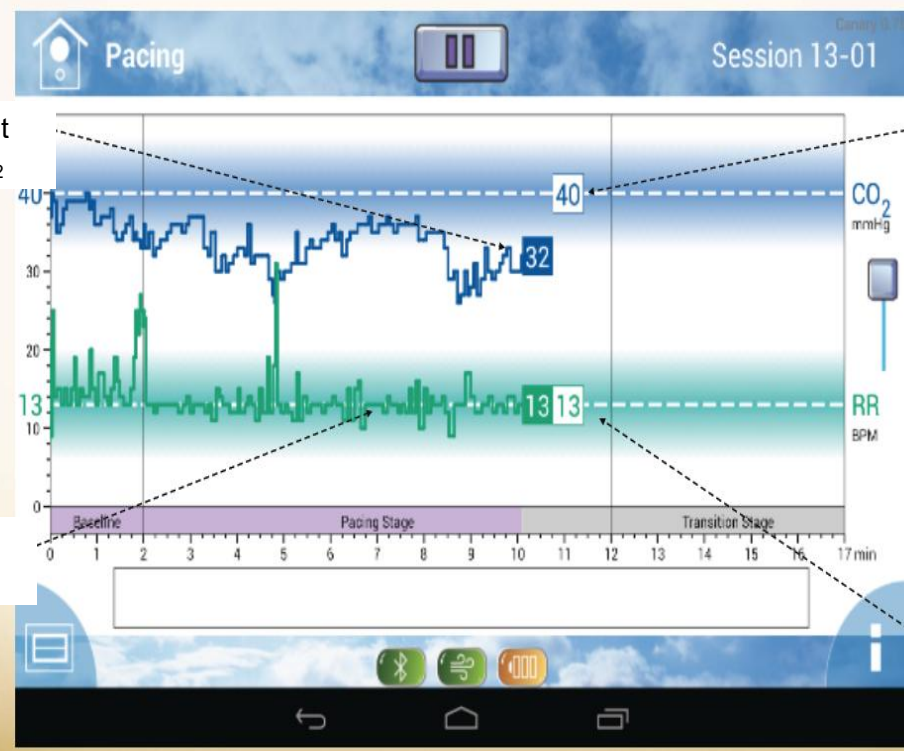 Pacing
Session 13-01
t
2
40
40
CO2
mmHg
30
32
20
13
13
13
RR
BPM
10
0
Baseline
Pacing Stage
Transition Stage
0 1 2 3 4 5 6 7 8 9 10 11 12 13 14 15 16 17 min